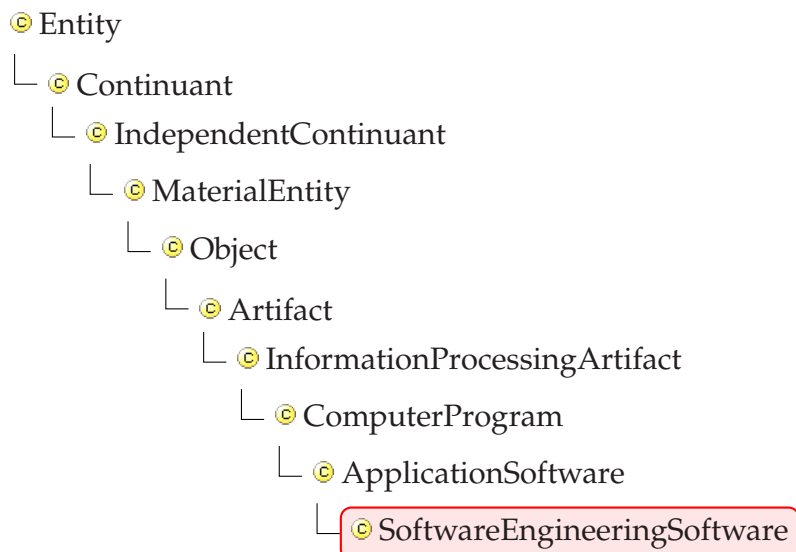 Entity
Continuant
IndependentContinuant
MaterialEntity
Object
Artifact
InformationProcessingArtifact
ComputerProgram
ApplicationSoftware
SoftwareEngineeringSoftware